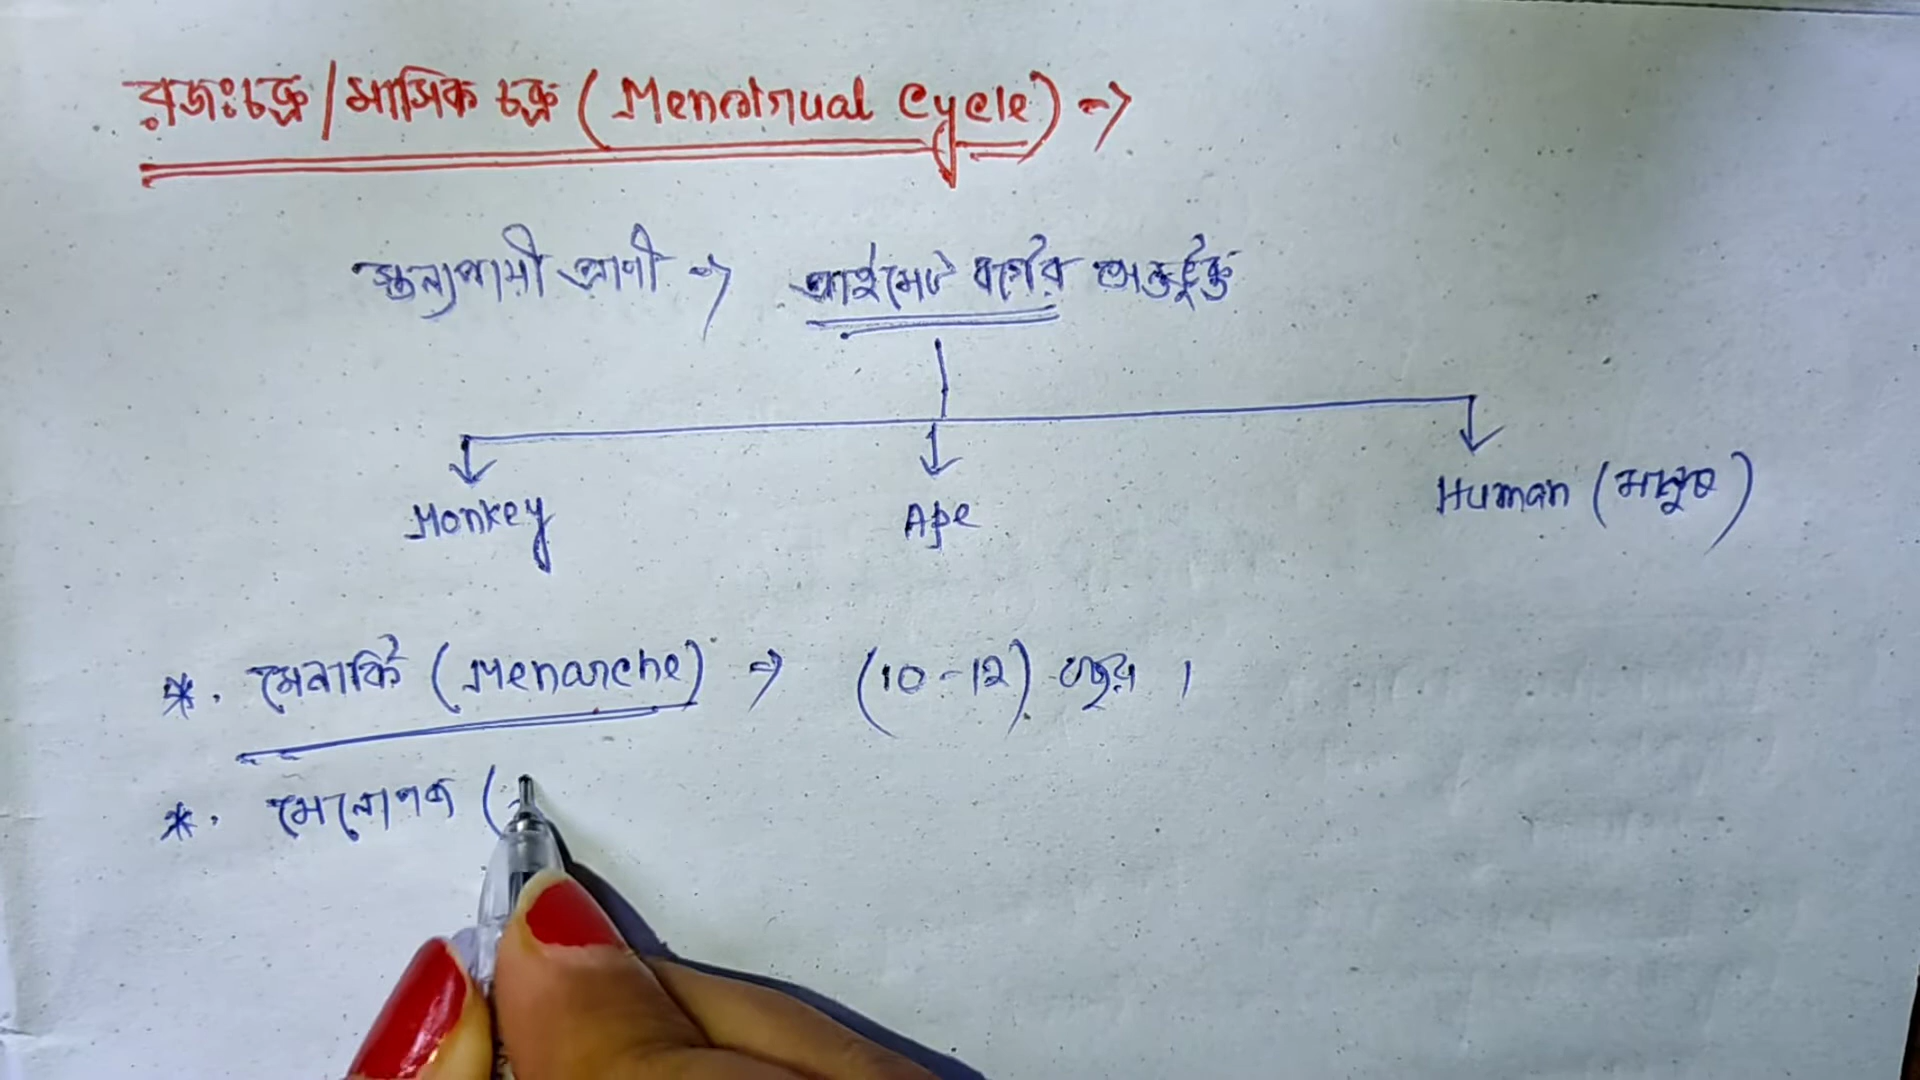 রজঃচক্র / মাসিক চক্র ( Menstrual Cycle ) ->
স্তন্যপায়ী প্রাণী -> প্রাইমেট বর্গের অন্তর্ভুক্ত
Monkey Ape Human ( মানুষ )
*. মেনার্কি ( Menarche ) -> (10-12) বছর ।
*. মেনোপজ (